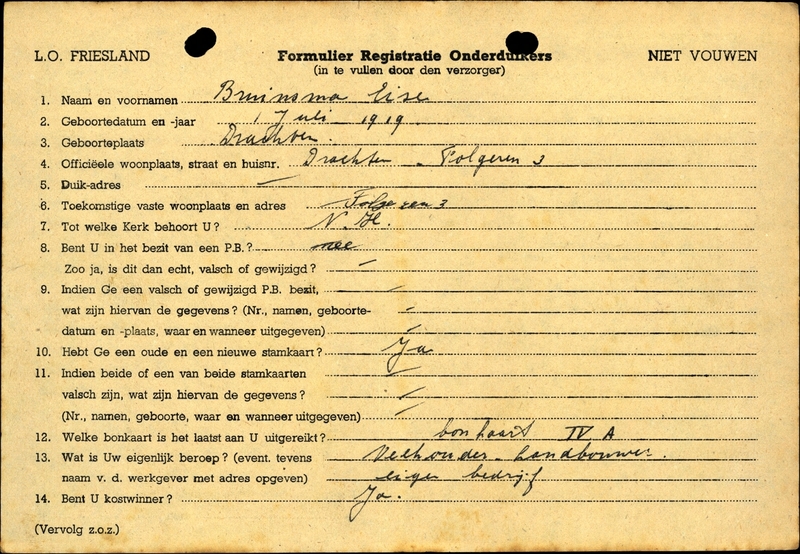 L.O. FRIESLAND Formulier Registratie Onderduikers NIET VOUWEN
(in te vullen door den verzorger)
1. Naam en voornamen Bruinsma Eise
2. Geboortedatum en -jaar 1 Juli 1919
3. Geboorteplaats Drachten.
4. Officiëele woonplaats, straat en huisnr. Drachten - Folgeren 3
5. Duik-adres —
6. Toekomstige vaste woonplaats en adres Folgeren 3
7. Tot welke Kerk behoort U? N. H.
8. Bent U in het bezit van een P.B.? nee
Zoo ja, is dit dan echt, valsch of gewijzigd? —
9. Indien Ge een valsch of gewijzigd P.B. bezit, —
wat zijn hiervan de gegevens? (Nr., namen, geboorte- —
datum en -plaats, waar en wanneer uitgegeven) —
10. Hebt Ge een oude en een nieuwe stamkaart? Ja
11. Indien beide of een van beide stamkaarten —
valsch zijn, wat zijn hiervan de gegevens? —
(Nr., namen, geboorte, waar en wanneer uitgegeven) —
12. Welke bonkaart is het laatst aan U uitgereikt? bonkaart IV A
13. Wat is Uw eigenlijk beroep? (event. tevens Veehouder - Landbouwer.
naam v. d. werkgever met adres opgeven) eigen bedrijf
14. Bent U kostwinner? Ja.
(Vervolg z.o.z.)